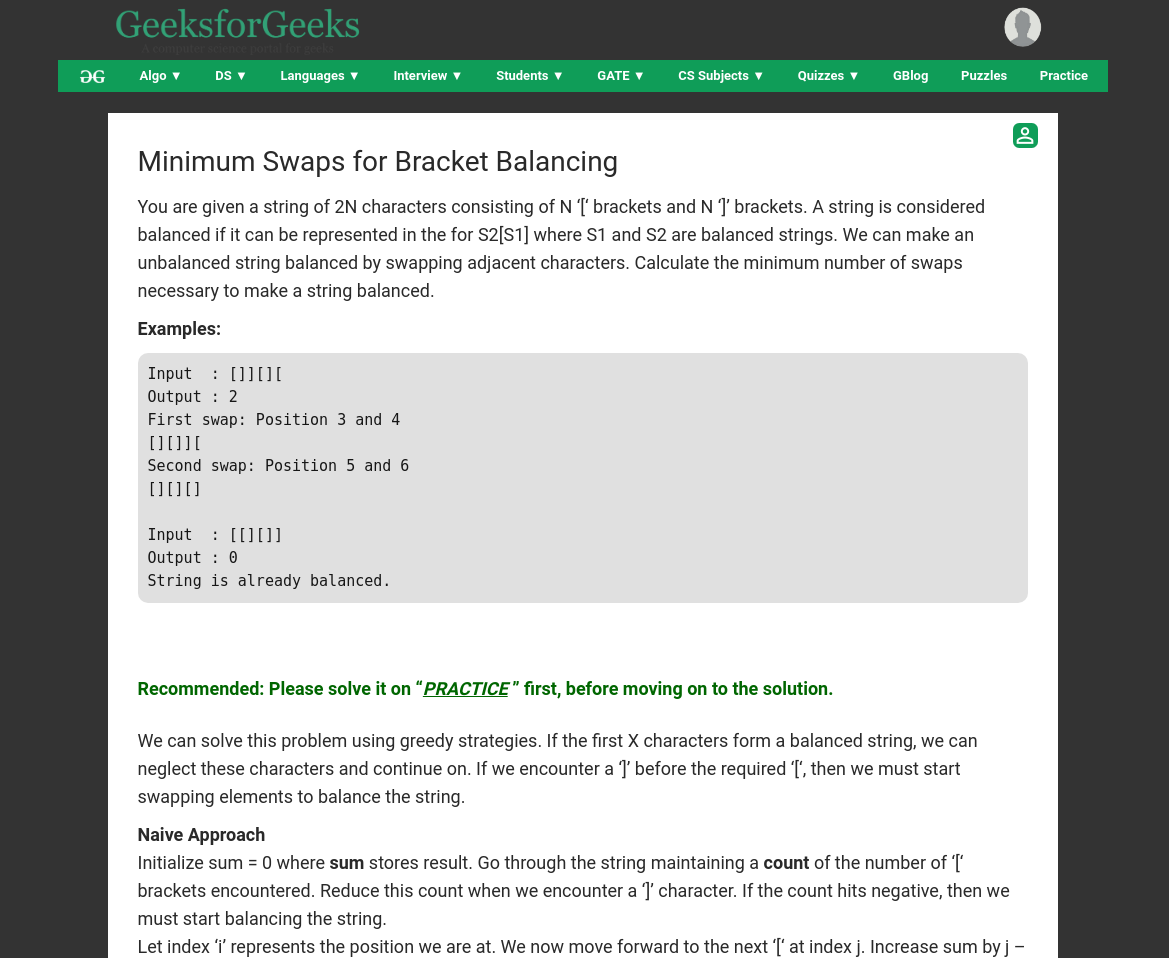 GeeksforGeeks
A computer science portal for geeks
Algo ▼ DS ▼ Languages ▼ Interview ▼ Students ▼ GATE ▼ CS Subjects ▼ Quizzes ▼ GBlog Puzzles Practice
Minimum Swaps for Bracket Balancing
You are given a string of 2N characters consisting of N ‘[‘ brackets and N ‘]’ brackets. A string is considered
balanced if it can be represented in the for S2[S1] where S1 and S2 are balanced strings. We can make an
unbalanced string balanced by swapping adjacent characters. Calculate the minimum number of swaps
necessary to make a string balanced.
Examples:
Input  : []][][
Output : 2
First swap: Position 3 and 4
[][]][
Second swap: Position 5 and 6
[][][]
Input  : [[][]]
Output : 0
String is already balanced.
Recommended: Please solve it on “PRACTICE ” first, before moving on to the solution.
We can solve this problem using greedy strategies. If the first X characters form a balanced string, we can
neglect these characters and continue on. If we encounter a ‘]’ before the required ‘[‘, then we must start
swapping elements to balance the string.
Naive Approach
Initialize sum = 0 where sum stores result. Go through the string maintaining a count of the number of ‘[‘
brackets encountered. Reduce this count when we encounter a ‘]’ character. If the count hits negative, then we
must start balancing the string.
Let index ‘i’ represents the position we are at. We now move forward to the next ‘[‘ at index j. Increase sum by j –